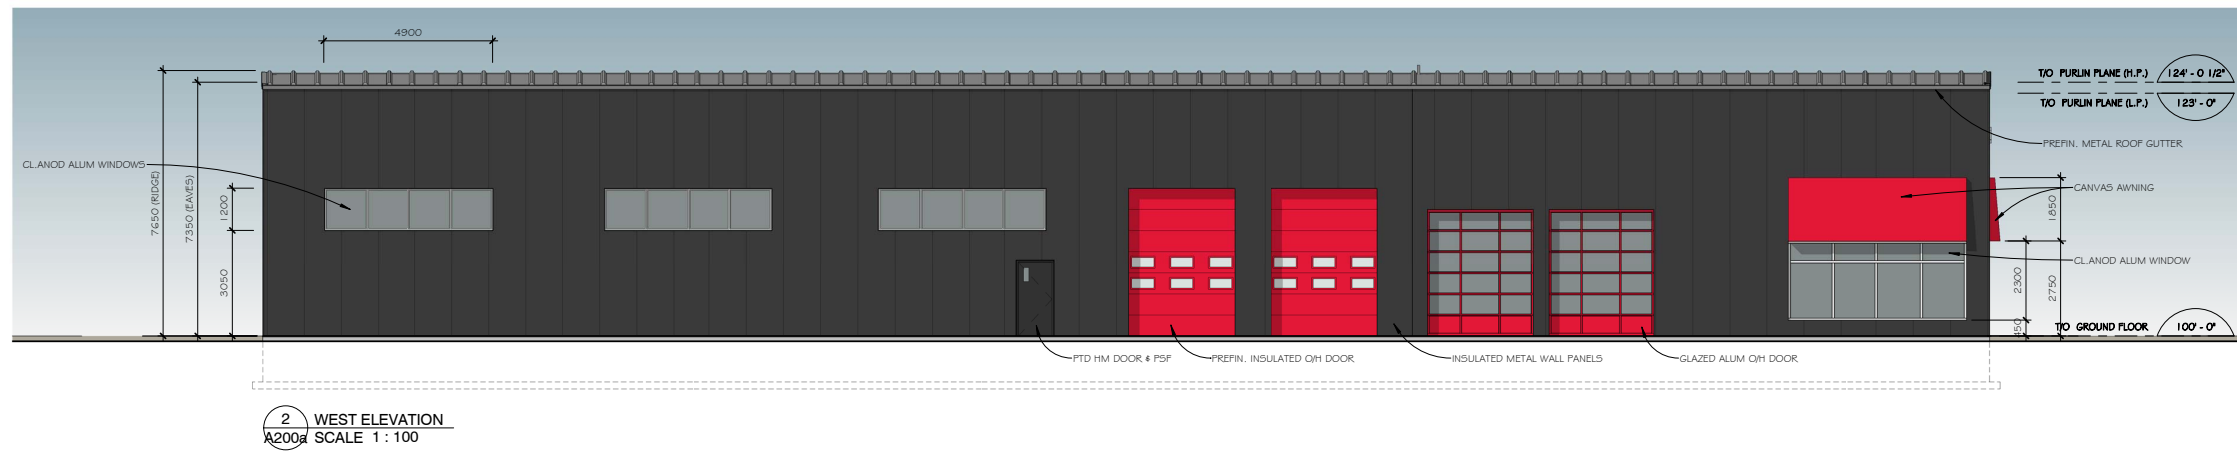 4900
T/O PURLIN PLANE (H.P.) 124' - 0 1/2"
T/O PURLIN PLANE (L.P.) 123' - 0"
PREFIN. METAL ROOF GUTTER
CL.ANOD ALUM WINDOWS
7650 (RIDGE)
7350 (EAVES)
1200
3050
CANVAS AWNING
1850
CL.ANOD ALUM WINDOW
2300
2750
450
T/O GROUND FLOOR 100' - 0"
PTD HM DOOR & PSF
PREFIN. INSULATED O/H DOOR
INSULATED METAL WALL PANELS
GLAZED ALUM O/H DOOR
2 WEST ELEVATION
A200a SCALE 1 : 100